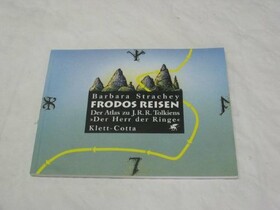 Barbara Strachey
FRODOS REISEN
Der Atlas zu J.R.R. Tolkiens
»Der Herr der Ringe«
Klett-Cotta